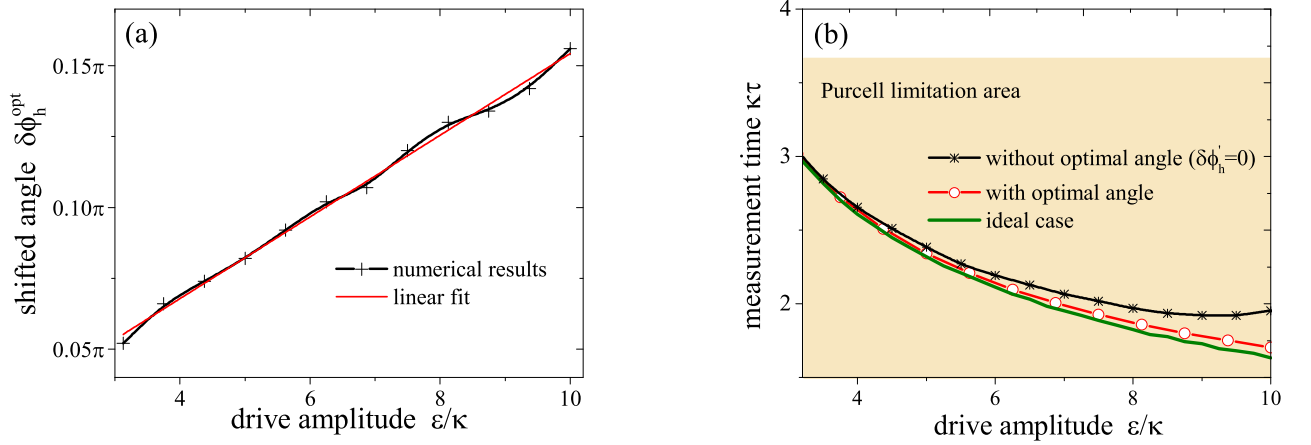 (a)
0.15π
0.10π
0.05π
shifted angle δϕ_h^opt
numerical results
linear fit
4
6
8
10
drive amplitude ε/κ
(b)
4
3
2
measurement time κτ
Purcell limitation area
without optimal angle (δϕ_h^'=0)
with optimal angle
ideal case
4
6
8
10
drive amplitude ε/κ